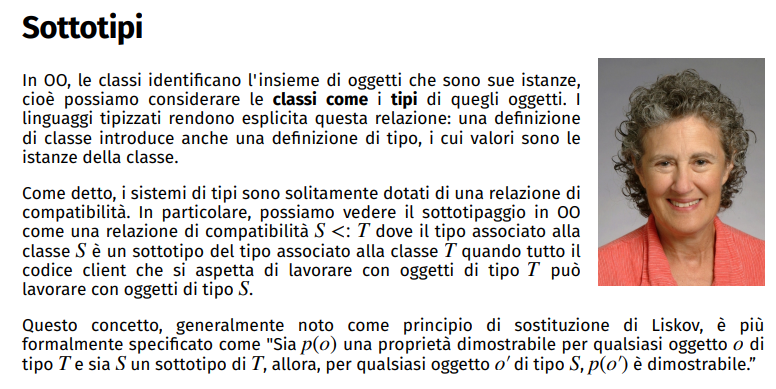 Sottotipi
In OO, le classi identificano l'insieme di oggetti che sono sue istanze,
cioè possiamo considerare le classi come i tipi di quegli oggetti. I
linguaggi tipizzati rendono esplicita questa relazione: una definizione
di classe introduce anche una definizione di tipo, i cui valori sono le
istanze della classe.
Come detto, i sistemi di tipi sono solitamente dotati di una relazione di
compatibilità. In particolare, possiamo vedere il sottotipaggio in OO
come una relazione di compatibilità S <: T dove il tipo associato alla
classe S è un sottotipo del tipo associato alla classe T quando tutto il
codice client che si aspetta di lavorare con oggetti di tipo T può
lavorare con oggetti di tipo S.
Questo concetto, generalmente noto come principio di sostituzione di Liskov, è più
formalmente specificato come "Sia p(o) una proprietà dimostrabile per qualsiasi oggetto o di
tipo T e sia S un sottotipo di T, allora, per qualsiasi oggetto o′ di tipo S, p(o′) è dimostrabile.”